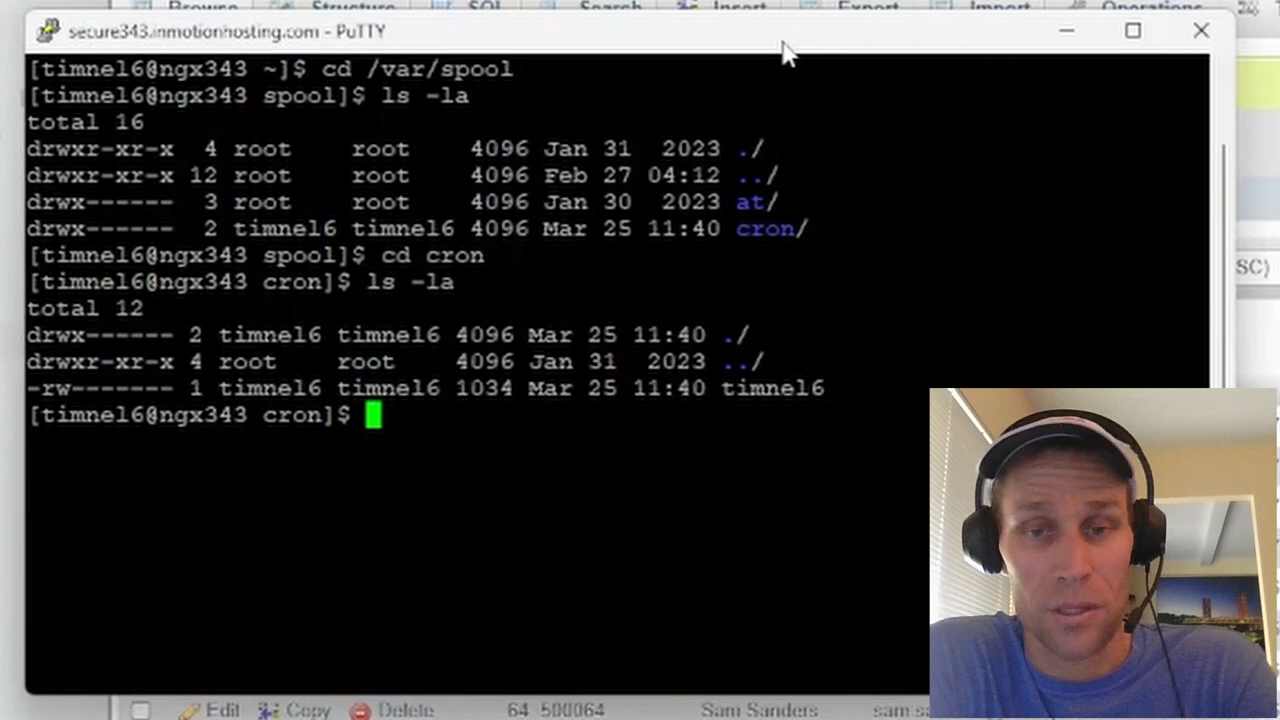 Browse Structure SQL Search Insert Export Import Operations
secure343.inmotionhosting.com - PuTTY
[timnel6@ngx343 ~]$ cd /var/spool
[timnel6@ngx343 spool]$ ls -la
total 16
drwxr-xr-x 4 root root 4096 Jan 31 2023 ./
drwxr-xr-x 12 root root 4096 Feb 27 04:12 ../
drwx------ 3 root root 4096 Jan 30 2023 at/
drwx------ 2 timnel6 timnel6 4096 Mar 25 11:40 cron/
[timnel6@ngx343 spool]$ cd cron
[timnel6@ngx343 cron]$ ls -la
total 12
drwx------ 2 timnel6 timnel6 4096 Mar 25 11:40 ./
drwxr-xr-x 4 root root 4096 Jan 31 2023 ../
-rw------- 1 timnel6 timnel6 1034 Mar 25 11:40 timnel6
[timnel6@ngx343 cron]$
SC)
Edit Copy Delete 64 500064 Sam Sanders